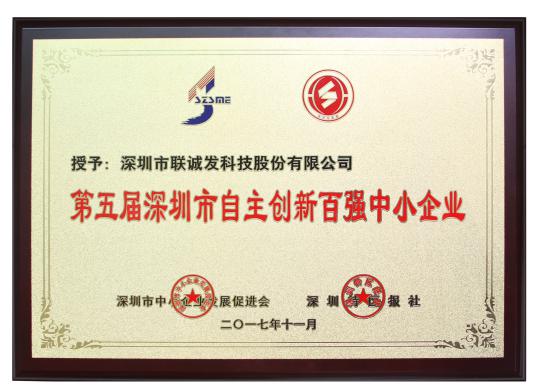 SZSME
授予：深圳市联诚发科技股份有限公司
第五届深圳市自主创新百强中小企业
深圳市中小企业发展促进会 深圳特区报社
二〇一七年十一月